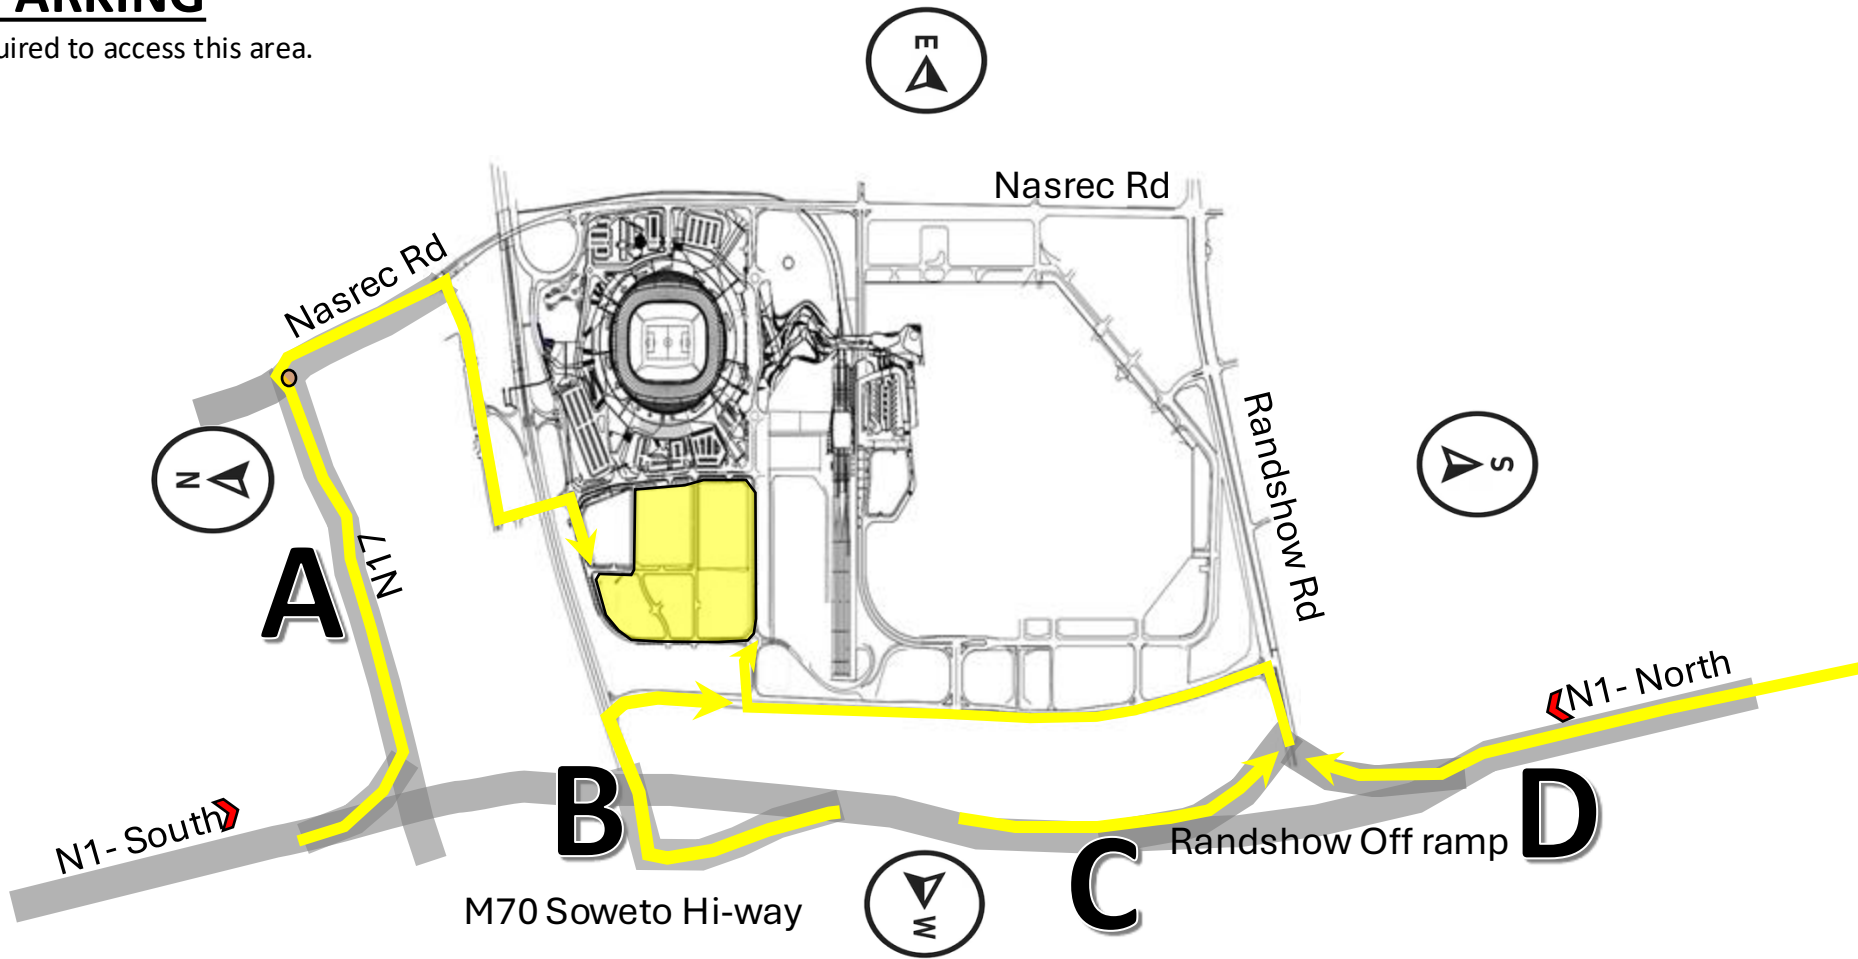 PARKING
uired to access this area.
E
Nasrec Rd
Nasrec Rd
N
S
Randshow Rd
N17
A
N1- North
N1- South
B
D
Randshow Off ramp
C
M70 Soweto Hi-way
W